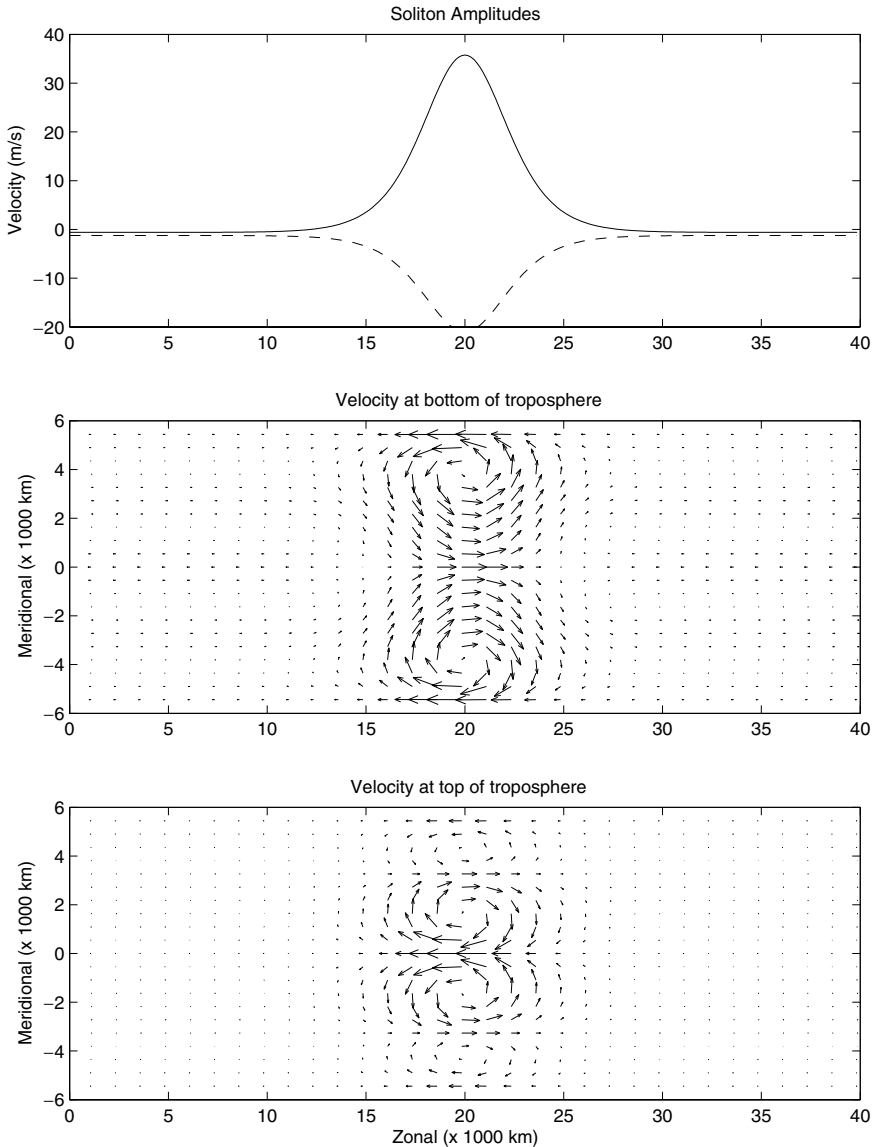 Soliton Amplitudes
40
30
20
10
0
−10
−20
Velocity (m/s)
0 5 10 15 20 25 30 35 40
Velocity at bottom of troposphere
6
4
2
0
−2
−4
−6
Meridional (x 1000 km)
0 5 10 15 20 25 30 35 40
Velocity at top of troposphere
6
4
2
0
−2
−4
−6
Meridional (x 1000 km)
0 5 10 15 20 25 30 35 40
Zonal (x 1000 km)